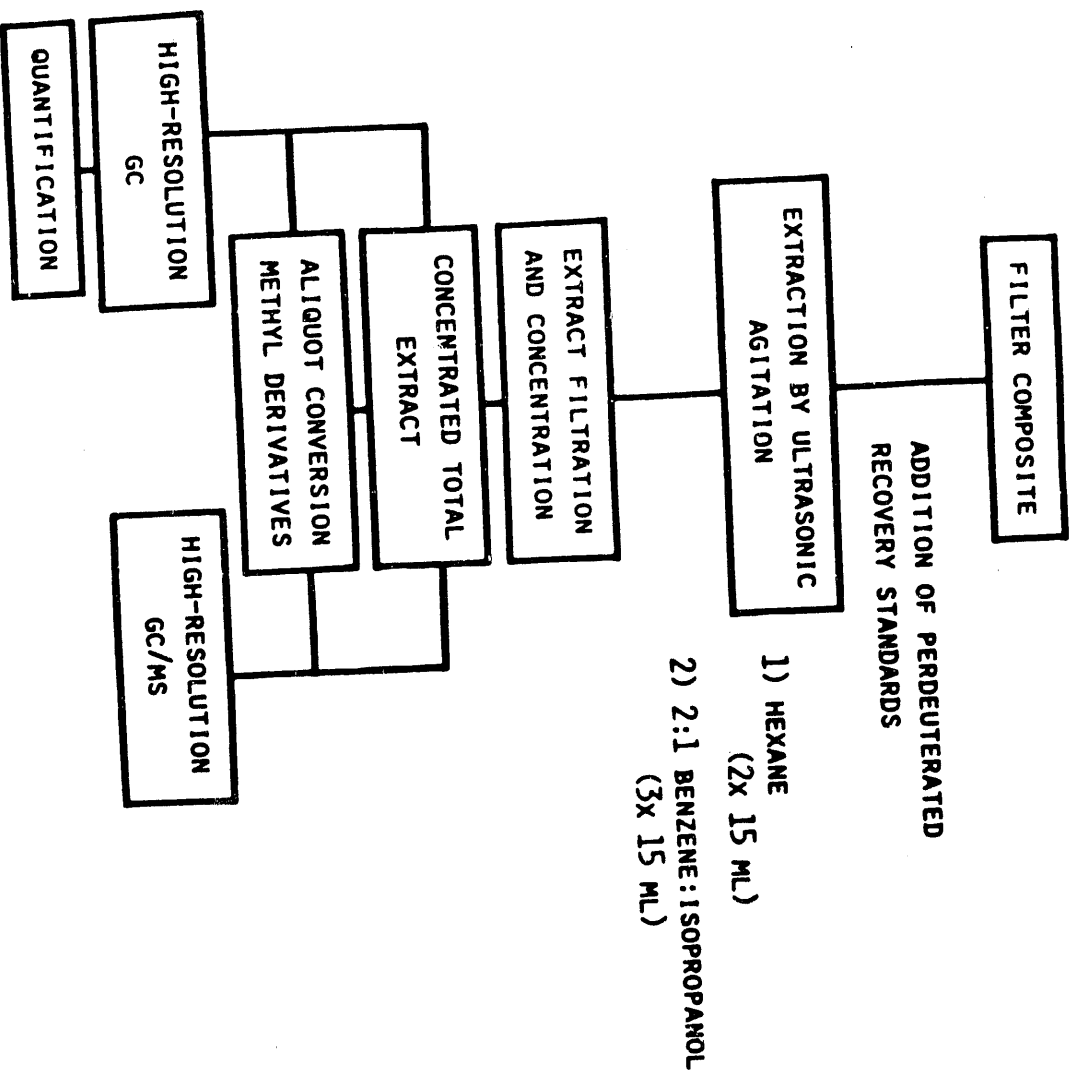 FILTER COMPOSITE
ADDITION OF PERDEUTERATED
RECOVERY STANDARDS
EXTRACTION BY ULTRASONIC
AGITATION
1) HEXANE
(2x 15 ML)
2) 2:1 BENZENE:ISOPROPANOL
(3x 15 ML)
EXTRACT FILTRATION
AND CONCENTRATION
CONCENTRATED TOTAL
EXTRACT
ALIQUOT CONVERSION
METHYL DERIVATIVES
HIGH-RESOLUTION
GC
QUANTIFICATION
HIGH-RESOLUTION
GC/MS